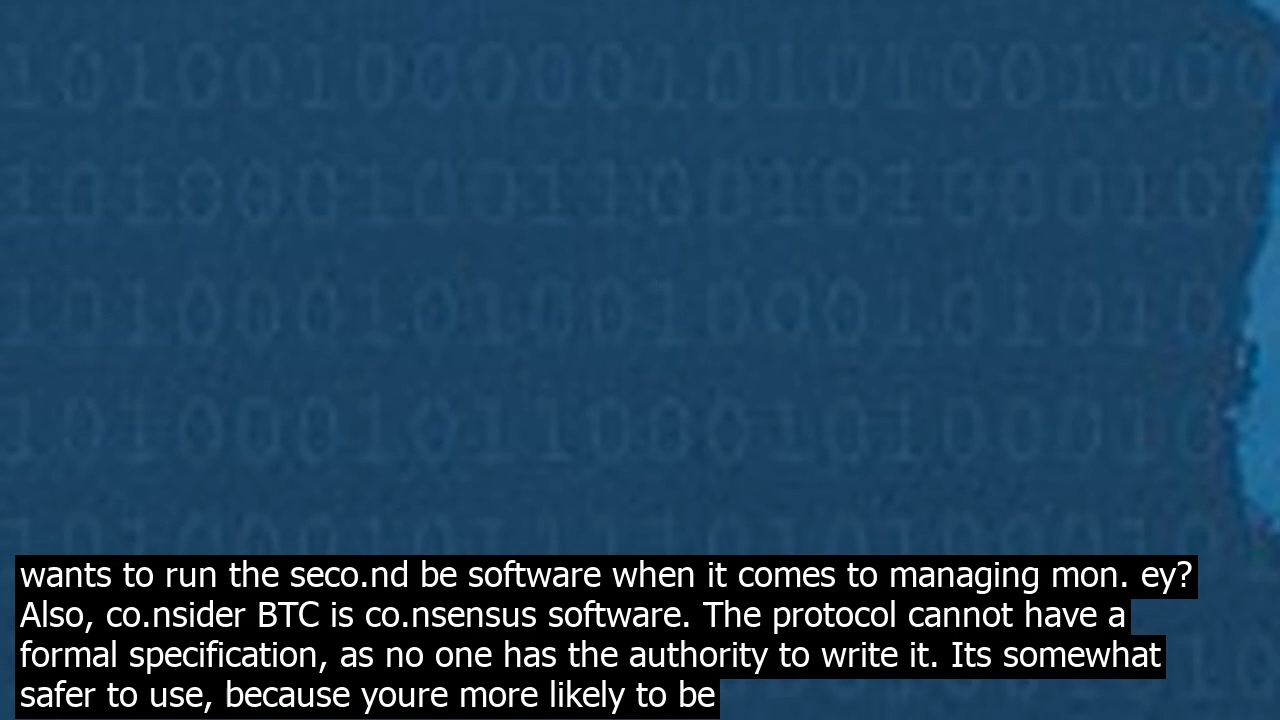 wants to run the seco.nd be software when it comes to managing mon. ey?
Also, co.nsider BTC is co.nsensus software. The protocol cannot have a
formal specification, as no one has the authority to write it. Its somewhat
safer to use, because youre more likely to be